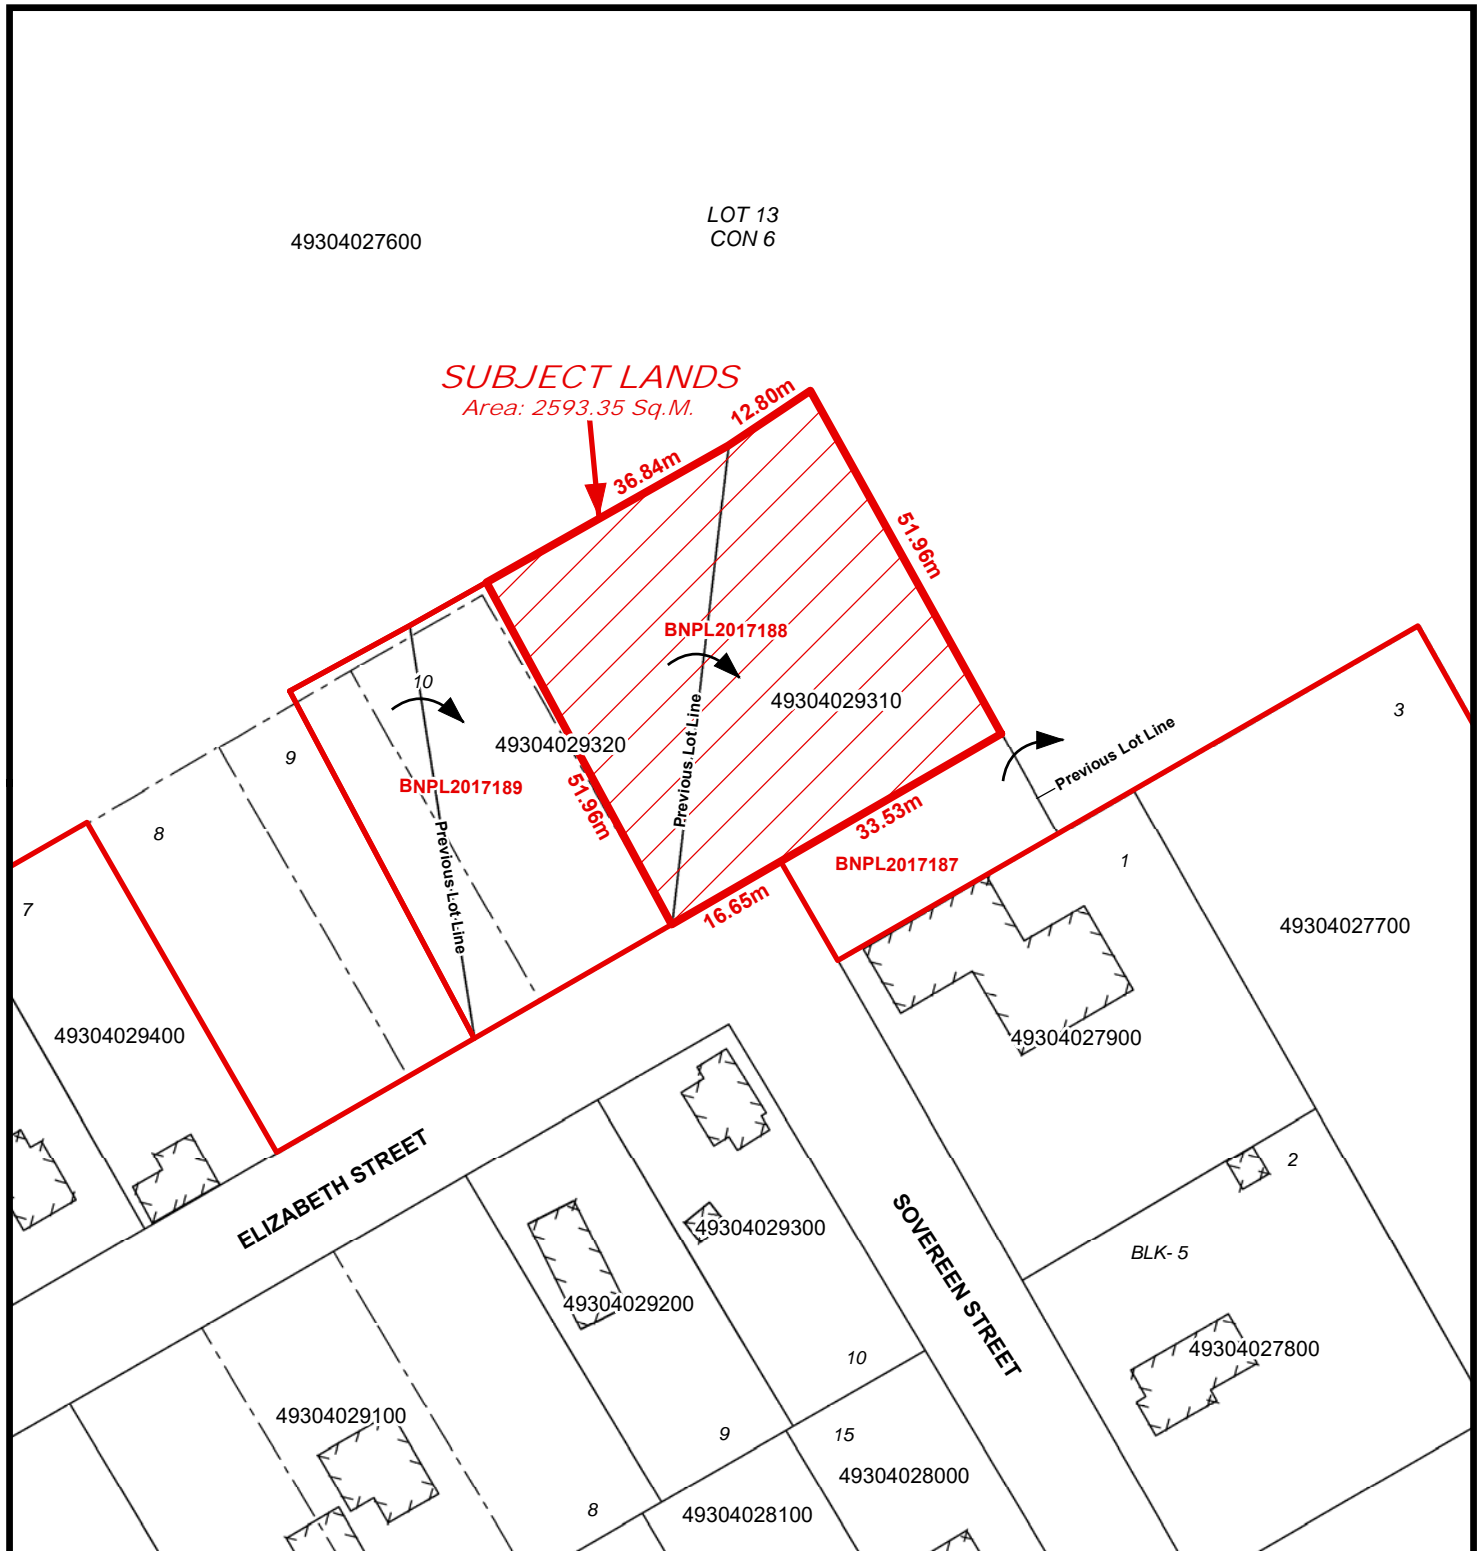 LOT 13
CON 6
49304027600
SUBJECT LANDS
Area: 2593.35 Sq.M.
12.80m
36.84m
51.96m
BNPL2017188
10
49304029310
Previous Lot Line
3
Previous Lot Line
49304029320
9
BNPL2017189
51.96m
33.53m
8
Previous Lot Line
BNPL2017187
1
16.65m
7
49304027700
49304029400
49304027900
ELIZABETH STREET
2
49304029300
SOVEREEN STREET
BLK- 5
49304029200
49304027800
10
49304029100
9
15
49304028000
8
49304028100